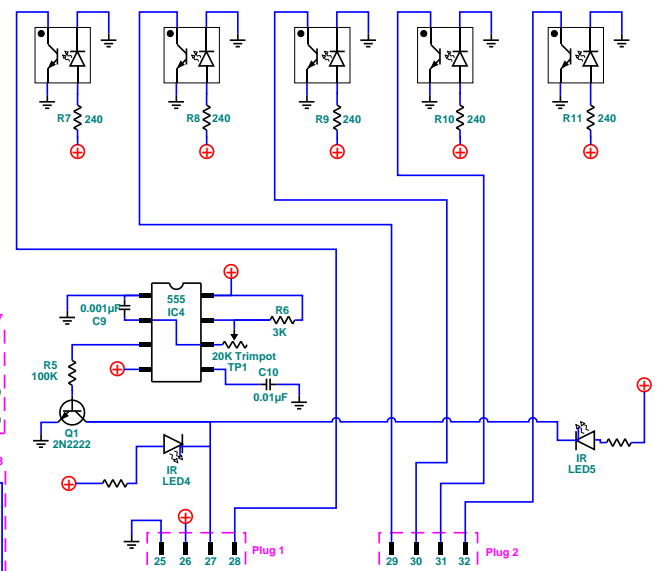 R7 240
R8 240
R9 240
R10 240
R11 240
555
IC4
0.001µF
C9
R6
3K
20K Trimpot
TP1
R5
100K
C10
0.01µF
Q1
2N2222
IR
LED4
IR
LED5
Plug 1
25 26 27 28
Plug 2
29 30 31 32